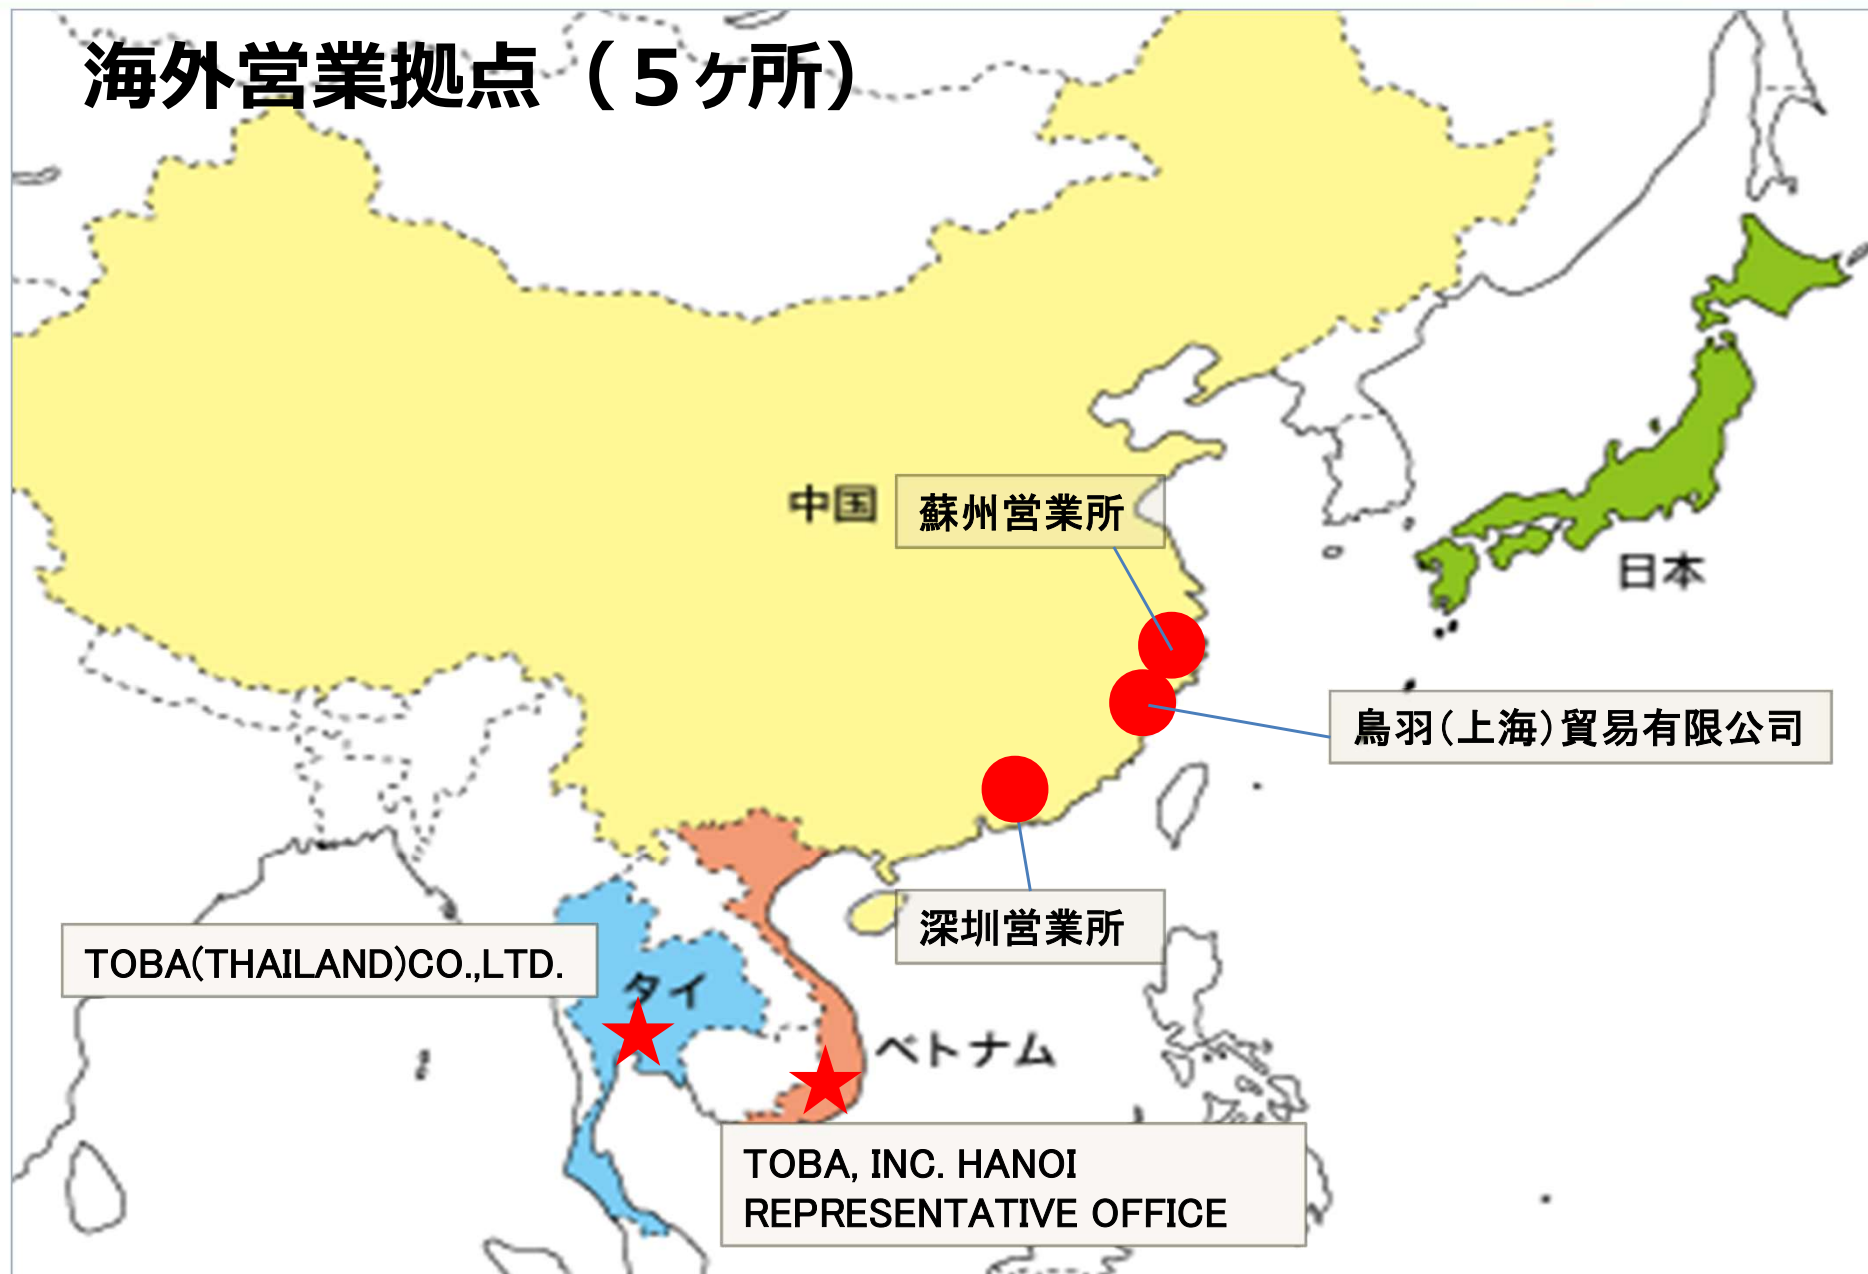 海外営業拠点（５ヶ所）
中国
蘇州営業所
日本
鳥羽（上海）貿易有限公司
深圳営業所
TOBA(THAILAND)CO.,LTD.
タイ
ベトナム
TOBA, INC. HANOI
REPRESENTATIVE OFFICE